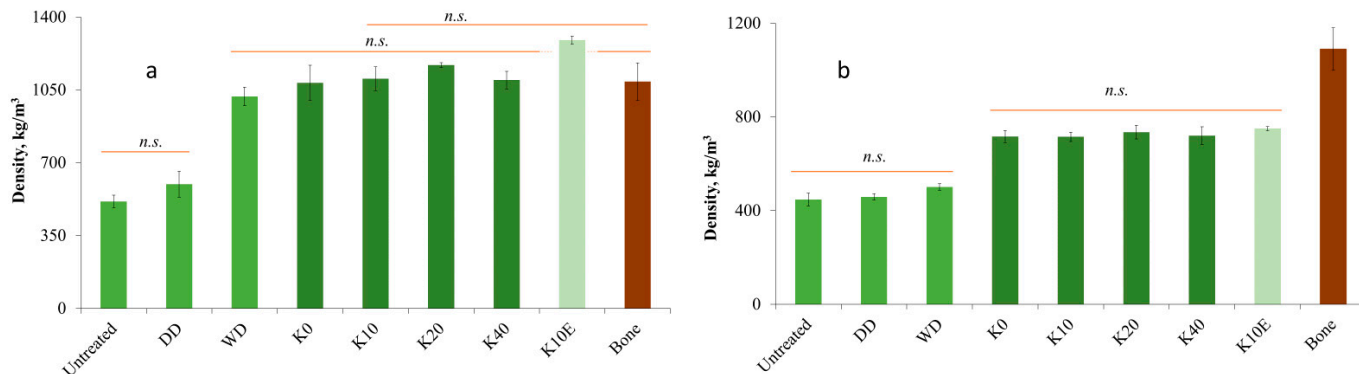 1400
1050
700
350
0
Density, kg/m³
a
n.s.
n.s.
n.s.
Untreated
DD
WD
K0
K10
K20
K40
K10E
Bone
1200
800
400
0
Density, kg/m³
b
n.s.
n.s.
Untreated
DD
WD
K0
K10
K20
K40
K10E
Bone